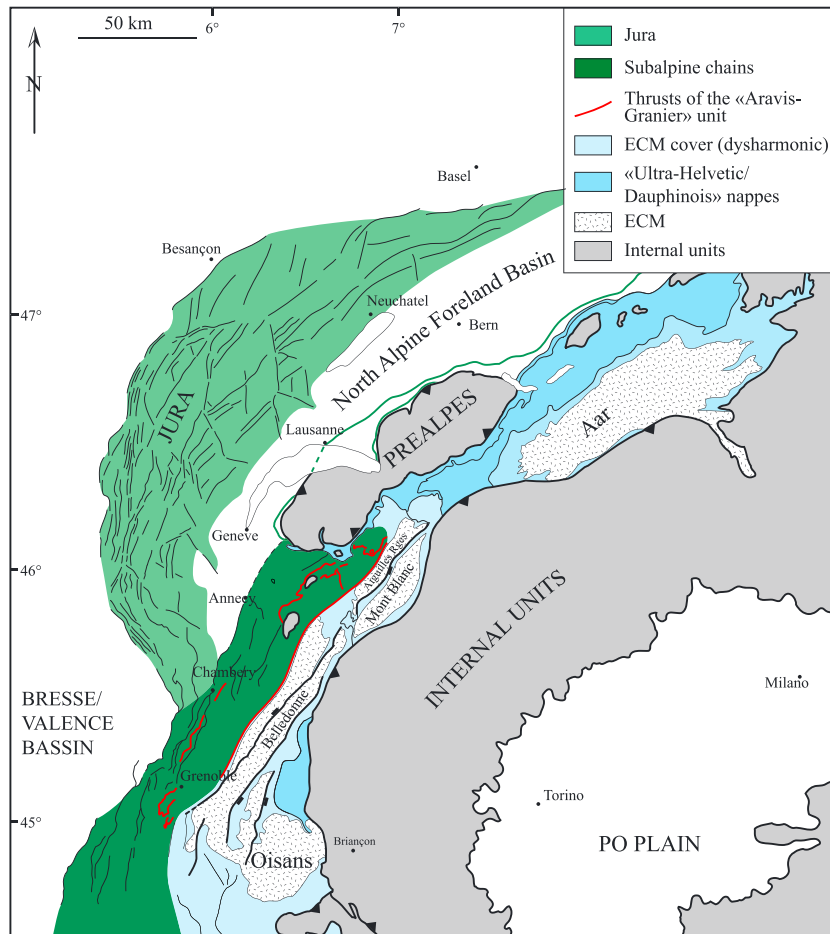 50 km
6°
7°
N
Jura
Subalpine chains
Thrusts of the «Aravis-
Granier» unit
ECM cover (dysharmonic)
«Ultra-Helvetic/
Dauphinois» nappes
ECM
Internal units
Basel
Besançon
47°
Neuchatel
Bern
North Alpine Foreland Basin
JURA
Lausanne
PREALPES
Aar
Geneve
46°
Annecy
Aiguilles Rges
Mont Blanc
INTERNAL UNITS
Chambery
Milano
BRESSE/
VALENCE
BASSIN
Belledonne
Grenoble
Torino
45°
Oisans
Briançon
PO PLAIN